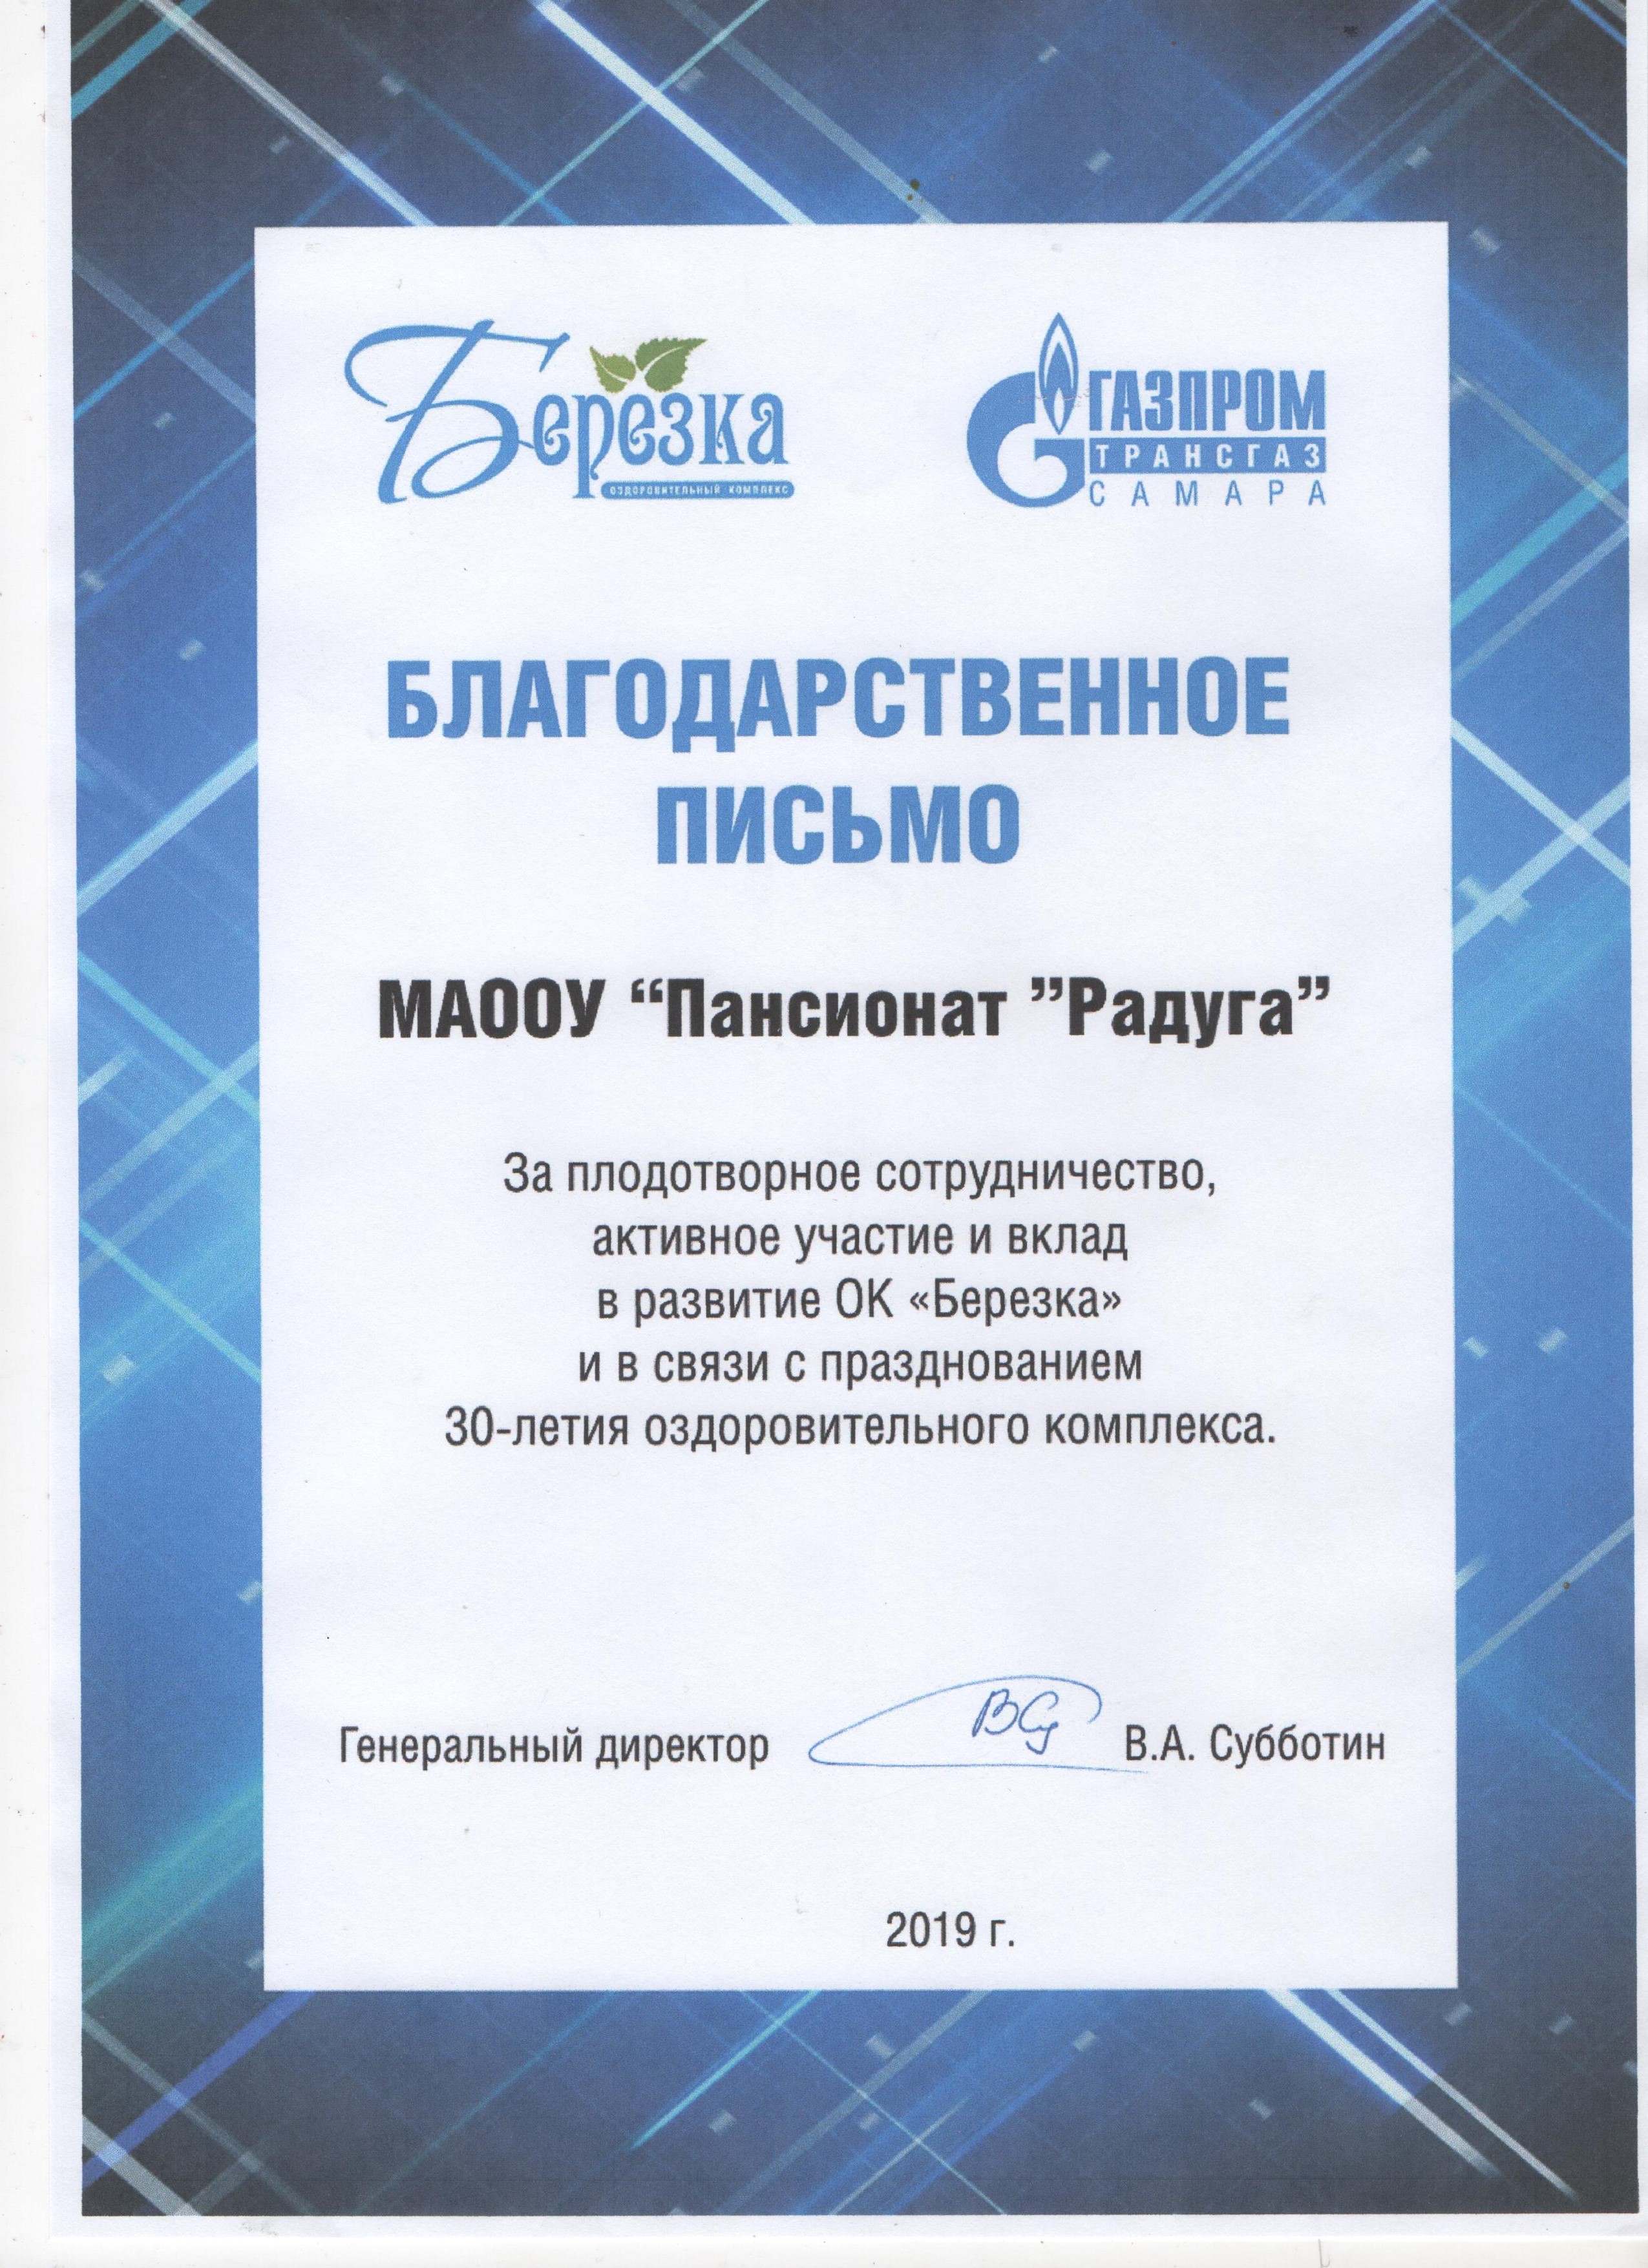 Березка
ОЗДОРОВИТЕЛЬНЫЙ КОМПЛЕКС
ГАЗПРОМ
ТРАНСГАЗ
САМАРА
БЛАГОДАРСТВЕННОЕ
ПИСЬМО
МАООУ “Пансионат ”Радуга”
За плодотворное сотрудничество,
активное участие и вклад
в развитие ОК «Березка»
и в связи с празднованием
30-летия оздоровительного комплекса.
Генеральный директор В.А. Субботин
2019 г.